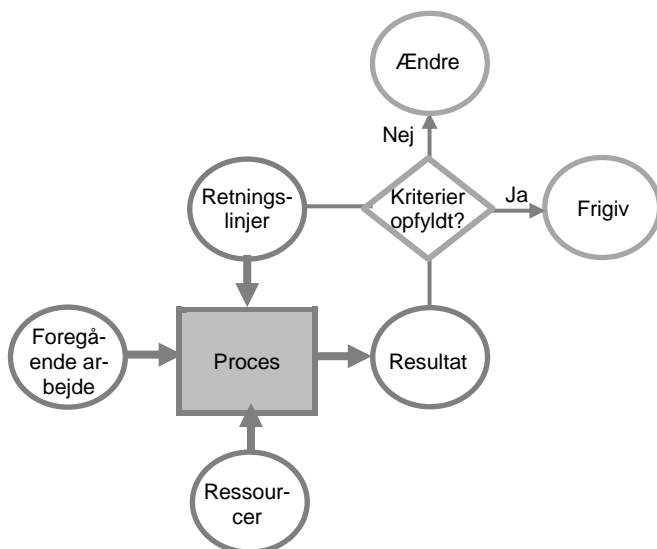 Ændre
Nej
Retnings-
linjer
Kriterier
opfyldt?
Ja
Frigiv
Foregå-
ende ar-
bejde
Proces
Resultat
Ressour-
cer